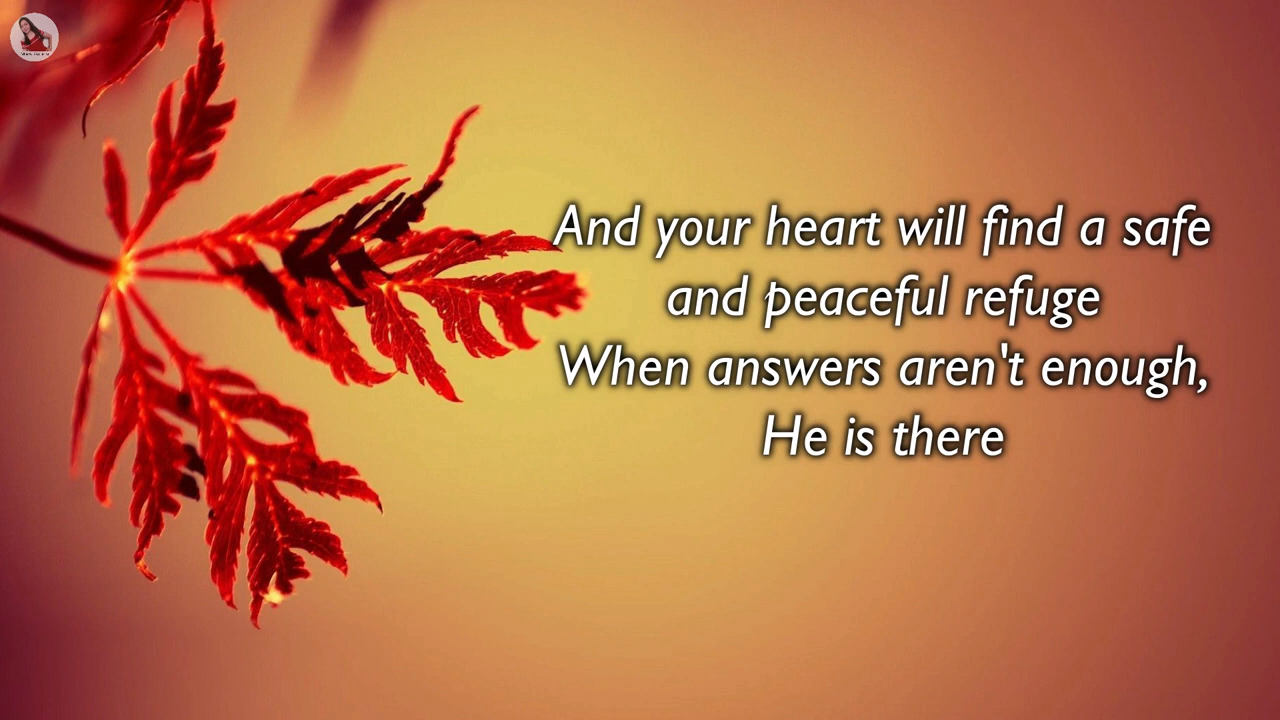 And your heart will find a safe
and peaceful refuge
When answers aren't enough,
He is there